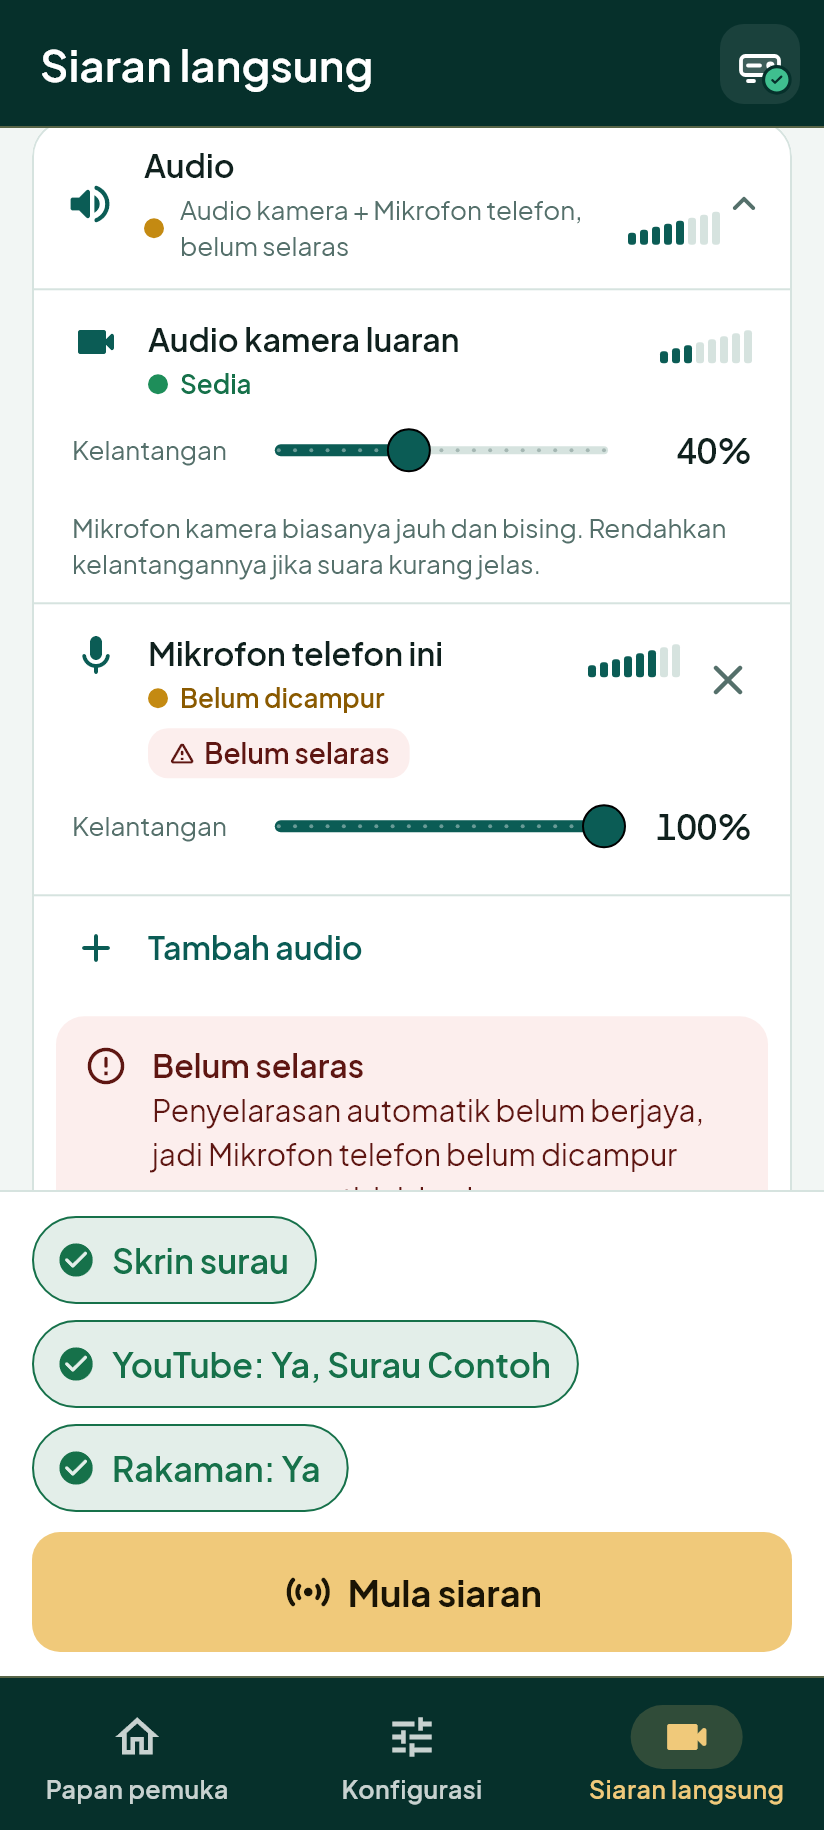 Siaran langsung
Audio
Audio kamera + Mikrofon telefon,
belum selaras
Audio kamera luaran
Sedia
Kelantangan
40%
Mikrofon kamera biasanya jauh dan bising. Rendahkan
kelantangannya jika suara kurang jelas.
Mikrofon telefon ini
Belum dicampur
Belum selaras
Kelantangan
100%
Tambah audio
Belum selaras
Penyelarasan automatik belum berjaya,
jadi Mikrofon telefon belum dicampur
Skrin surau
YouTube: Ya, Surau Contoh
Rakaman: Ya
Mula siaran
Papan pemuka
Konfigurasi
Siaran langsung